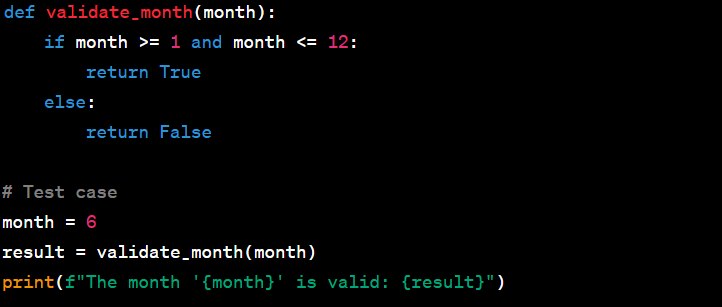 def validate_month(month):
    if month >= 1 and month <= 12:
        return True
    else:
        return False

# Test case
month = 6
result = validate_month(month)
print(f"The month '{month}' is valid: {result}")